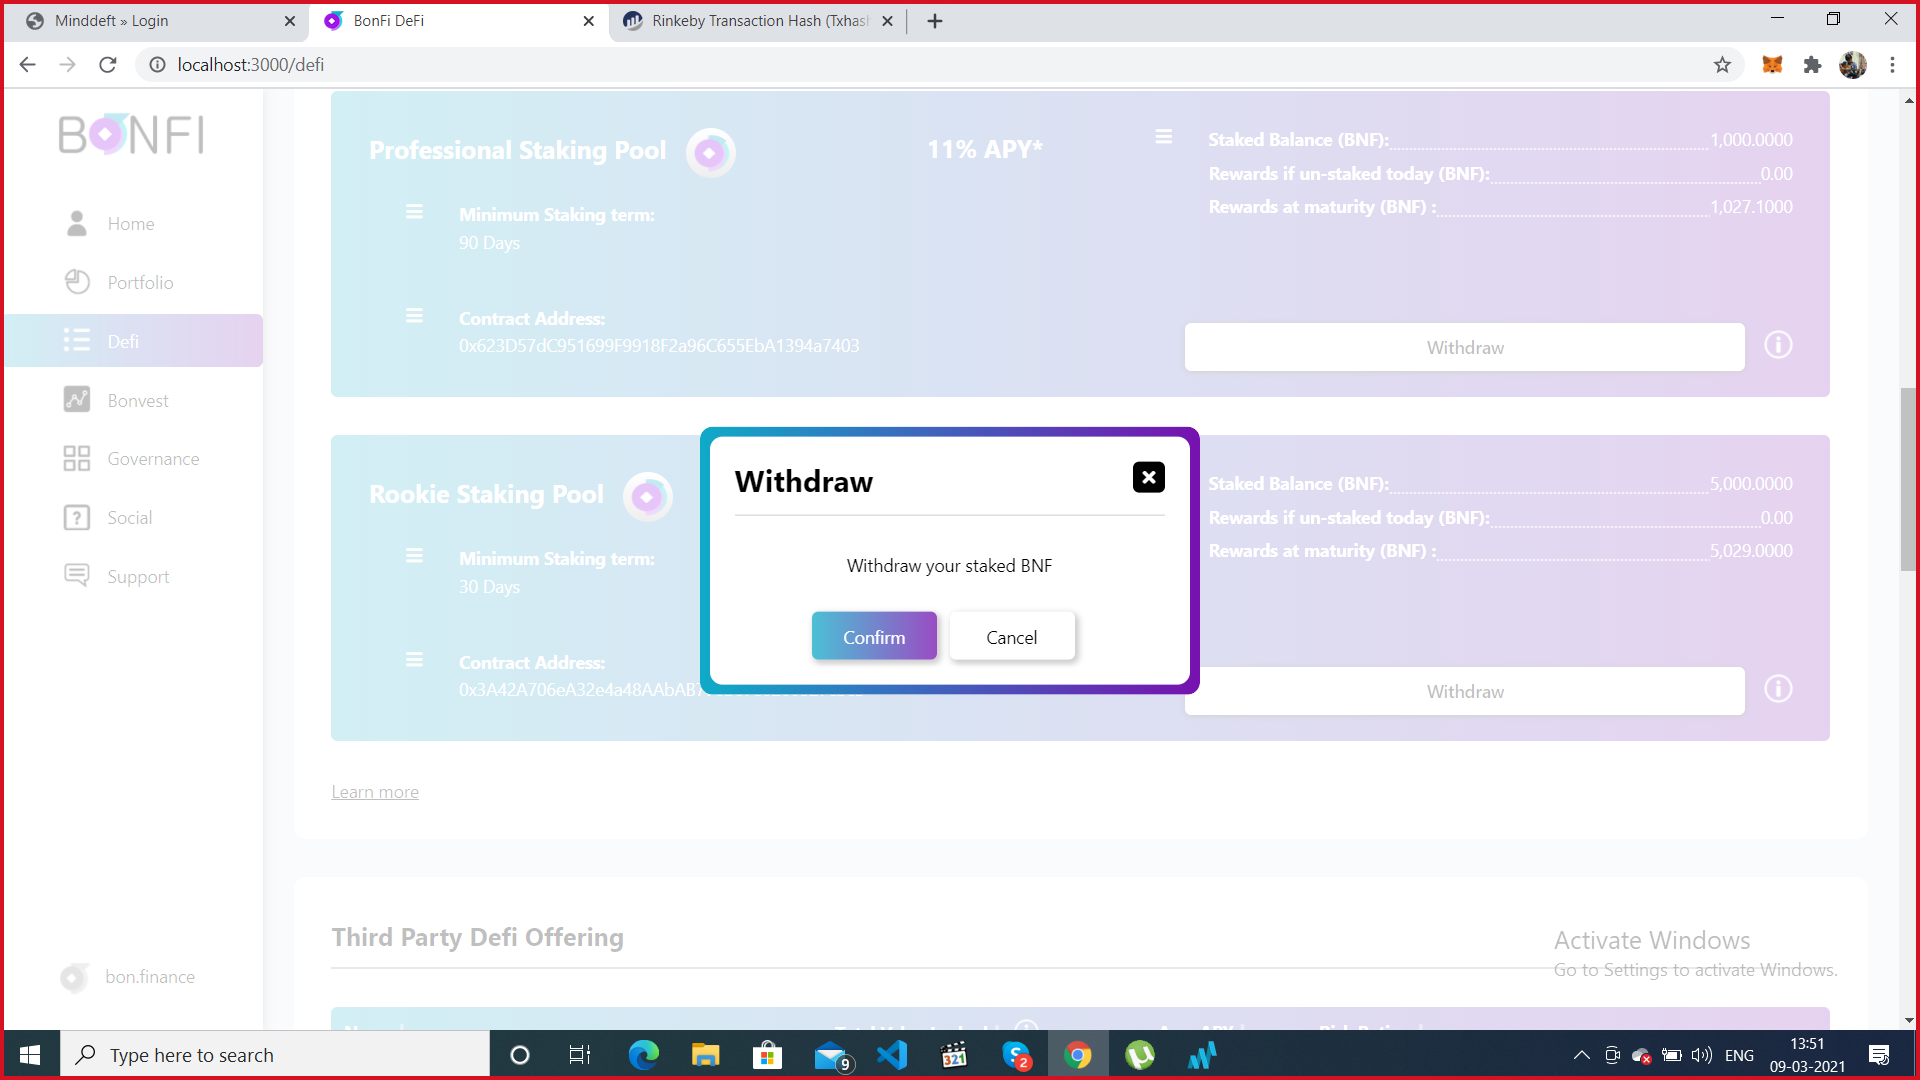 Minddeft » Login
BonFi DeFi
Rinkeby Transaction Hash (Txhas
localhost:3000/defi
BONFI
Home
Portfolio
Defi
Bonvest
Governance
Social
Support
bon.finance
Professional Staking Pool
11% APY*
Minimum Staking term:
90 Days
Contract Address:
0x623D57dC951699F9918F2a96C655EbA1394a7403
Staked Balance (BNF): 1,000.0000
Rewards if un-staked today (BNF): 0.00
Rewards at maturity (BNF) : 1,027.1000
Withdraw
Rookie Staking Pool
Minimum Staking term:
30 Days
Contract Address:
Staked Balance (BNF): 5,000.0000
Rewards if un-staked today (BNF): 0.00
Rewards at maturity (BNF) : 5,029.0000
Withdraw
Withdraw
Withdraw your staked BNF
Confirm
Cancel
Learn more
Third Party Defi Offering
Activate Windows
Go to Settings to activate Windows.
Type here to search
9
321
2
ENG
13:51
09-03-2021